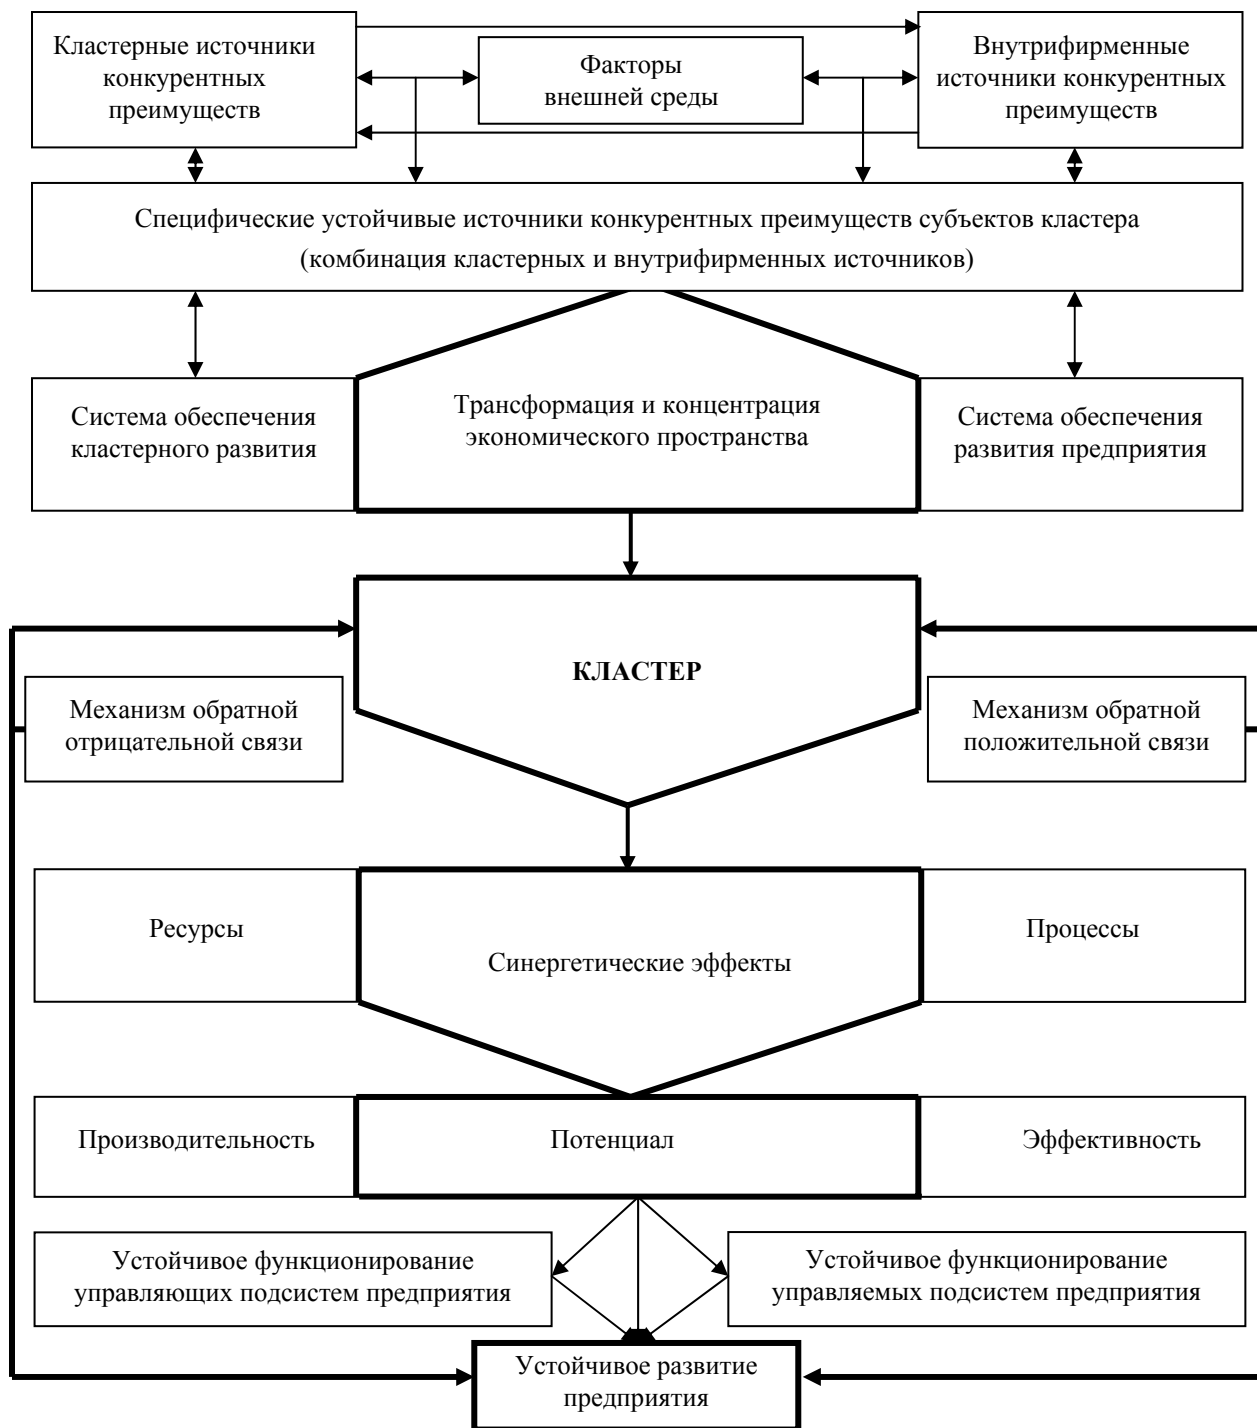 Кластерные источники
конкурентных
преимуществ
Факторы
внешней среды
Внутрифирменные
источники конкурентных
преимуществ
Специфические устойчивые источники конкурентных преимуществ субъектов кластера
(комбинация кластерных и внутрифирменных источников)
Система обеспечения
кластерного развития
Трансформация и концентрация
экономического пространства
Система обеспечения
развития предприятия
КЛАСТЕР
Механизм обратной
отрицательной связи
Механизм обратной
положительной связи
Ресурсы
Синергетические эффекты
Процессы
Производительность
Потенциал
Эффективность
Устойчивое функционирование
управляющих подсистем предприятия
Устойчивое функционирование
управляемых подсистем предприятия
Устойчивое развитие
предприятия